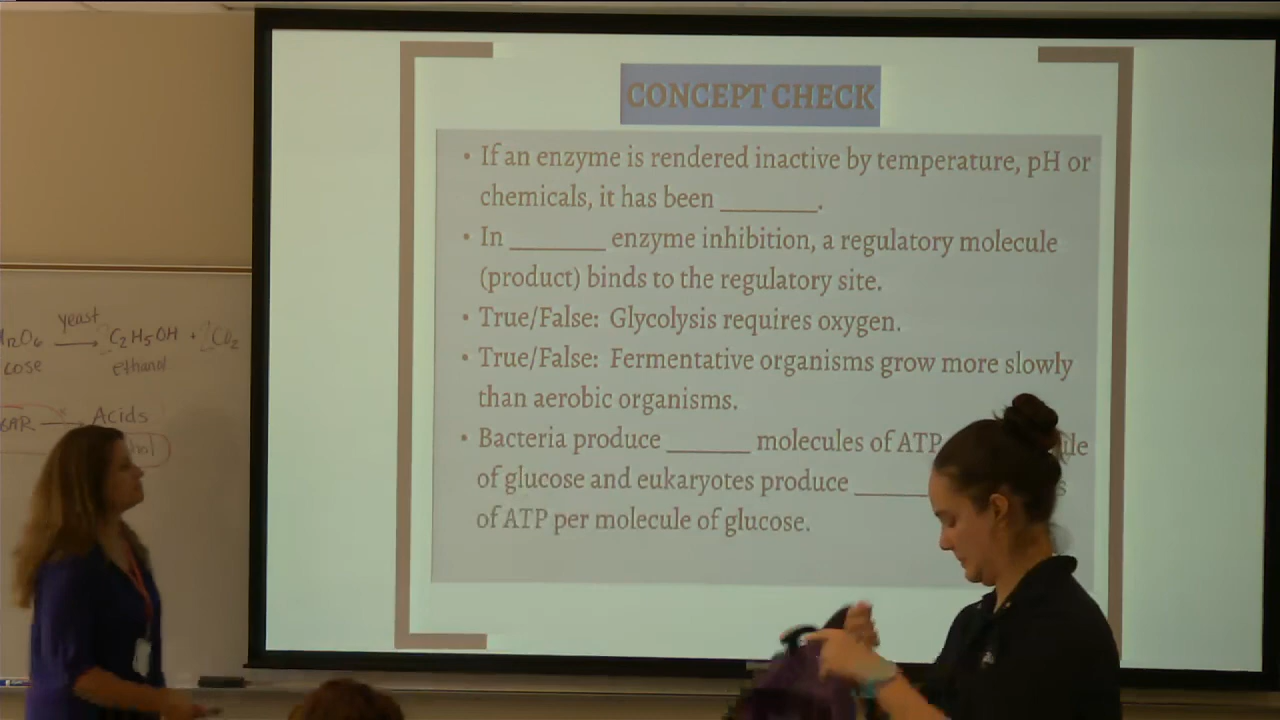 CONCEPT CHECK
• If an enzyme is rendered inactive by temperature, pH or
chemicals, it has been ________.
• In ________ enzyme inhibition, a regulatory molecule
(product) binds to the regulatory site.
• True/False: Glycolysis requires oxygen.
• True/False: Fermentative organisms grow more slowly
than aerobic organisms.
• Bacteria produce _______ molecules of ATP
of glucose and eukaryotes produce ______
of ATP per molecule of glucose.
yeast
H12O6 → C2H5OH + CO2
ethanol
Acids